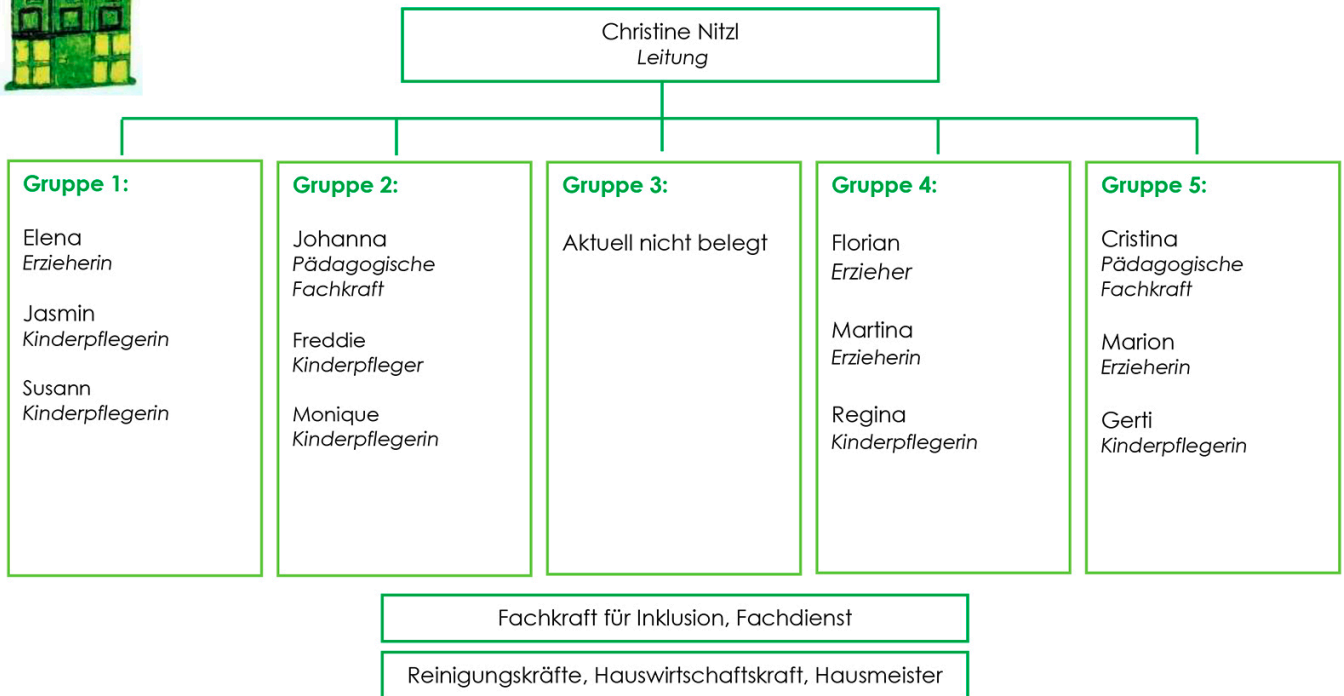 Christine Nitzl
Leitung
Gruppe 1:
Elena
Erzieherin
Jasmin
Kinderpflegerin
Susann
Kinderpflegerin
Gruppe 2:
Johanna
Pädagogische
Fachkraft
Freddie
Kinderpfleger
Monique
Kinderpflegerin
Gruppe 3:
Aktuell nicht belegt
Gruppe 4:
Florian
Erzieher
Martina
Erzieherin
Regina
Kinderpflegerin
Gruppe 5:
Cristina
Pädagogische
Fachkraft
Marion
Erzieherin
Gerti
Kinderpflegerin
Fachkraft für Inklusion, Fachdienst
Reinigungskräfte, Hauswirtschaftskraft, Hausmeister